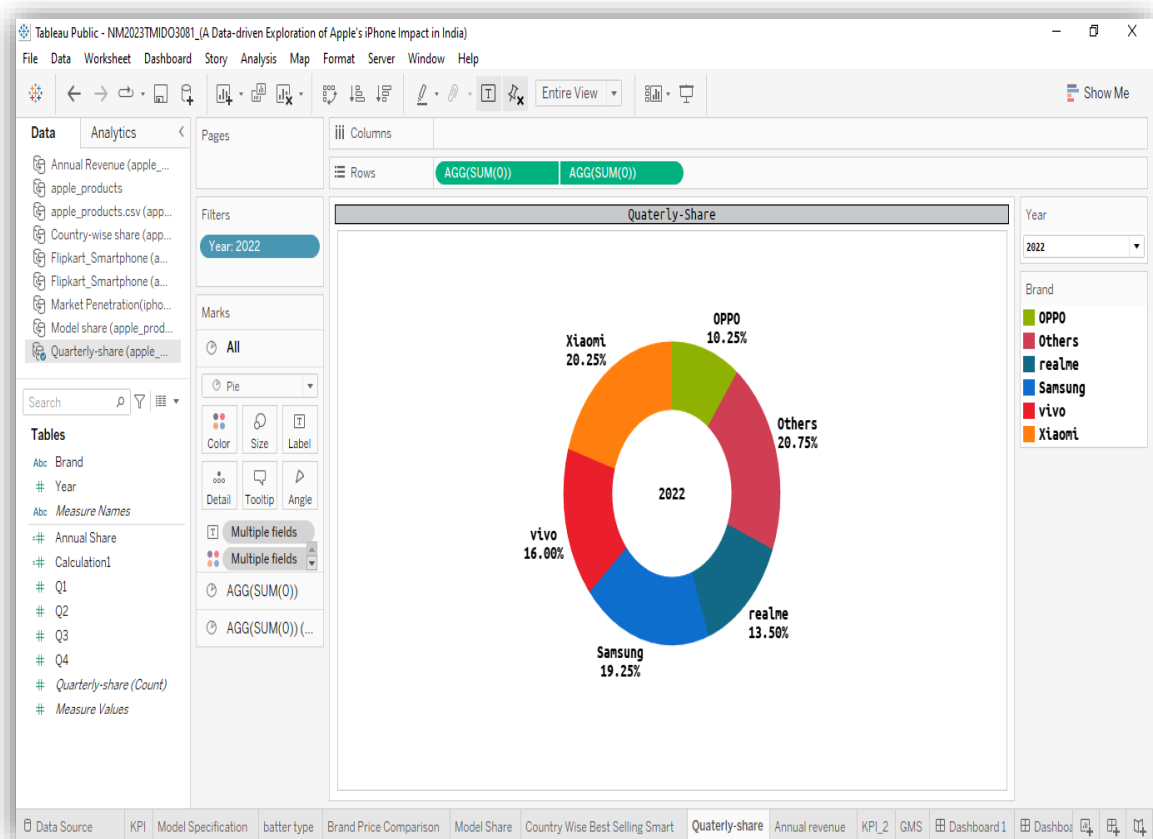 Tableau Public - NM2023TMIDO3081_(A Data-driven Exploration of Apple's iPhone Impact in India)
File Data Worksheet Dashboard Story Analysis Map Format Server Window Help
Entire View
Show Me
Data Analytics
Annual Revenue (apple_...
apple_products
apple_products.csv (app...
Country-wise share (app...
Flipkart_Smartphone (a...
Flipkart_Smartphone (a...
Market Penetration(ipho...
Model share (apple_prod...
Quarterly-share (apple_...
Search
Tables
Abc Brand
# Year
Abc Measure Names
=# Annual Share
=# Calculation1
# Q1
# Q2
# Q3
# Q4
# Quarterly-share (Count)
# Measure Values
Pages
Filters
Year: 2022
Marks
All
Pie
Color Size Label
Detail Tooltip Angle
Multiple fields
Multiple fields
AGG(SUM(0))
AGG(SUM(0)) (...
iii Columns
Rows AGG(SUM(0)) AGG(SUM(0))
Quaterly-Share
OPPO
10.25%
Others
20.75%
realme
13.50%
Samsung
19.25%
vivo
16.00%
Xiaomi
20.25%
2022
Year
2022
Brand
OPPO
Others
realme
Samsung
vivo
Xiaomi
Data Source KPI Model Specification batter type Brand Price Comparison Model Share Country Wise Best Selling Smart Quaterly-share Annual revenue KPI_2 GMS Dashboard 1 Dashboa